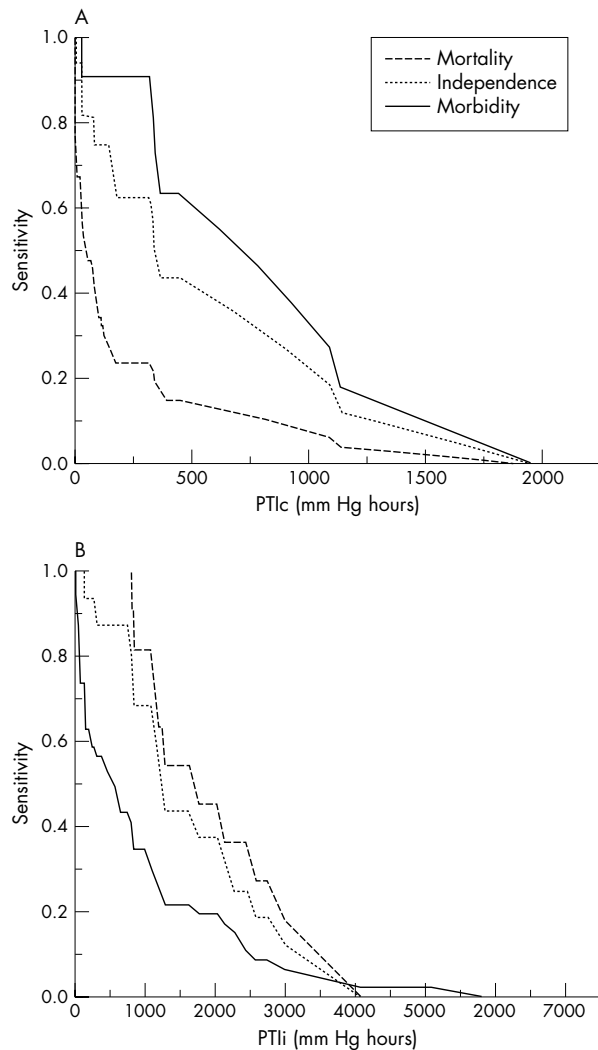 A
1.0
0.8
0.6
0.4
0.2
0.0
Sensitivity
0 500 1000 1500 2000
PTIc (mm Hg hours)
Mortality
Independence
Morbidity
B
1.0
0.8
0.6
0.4
0.2
0.0
Sensitivity
0 1000 2000 3000 4000 5000 2000 7000
PTIi (mm Hg hours)